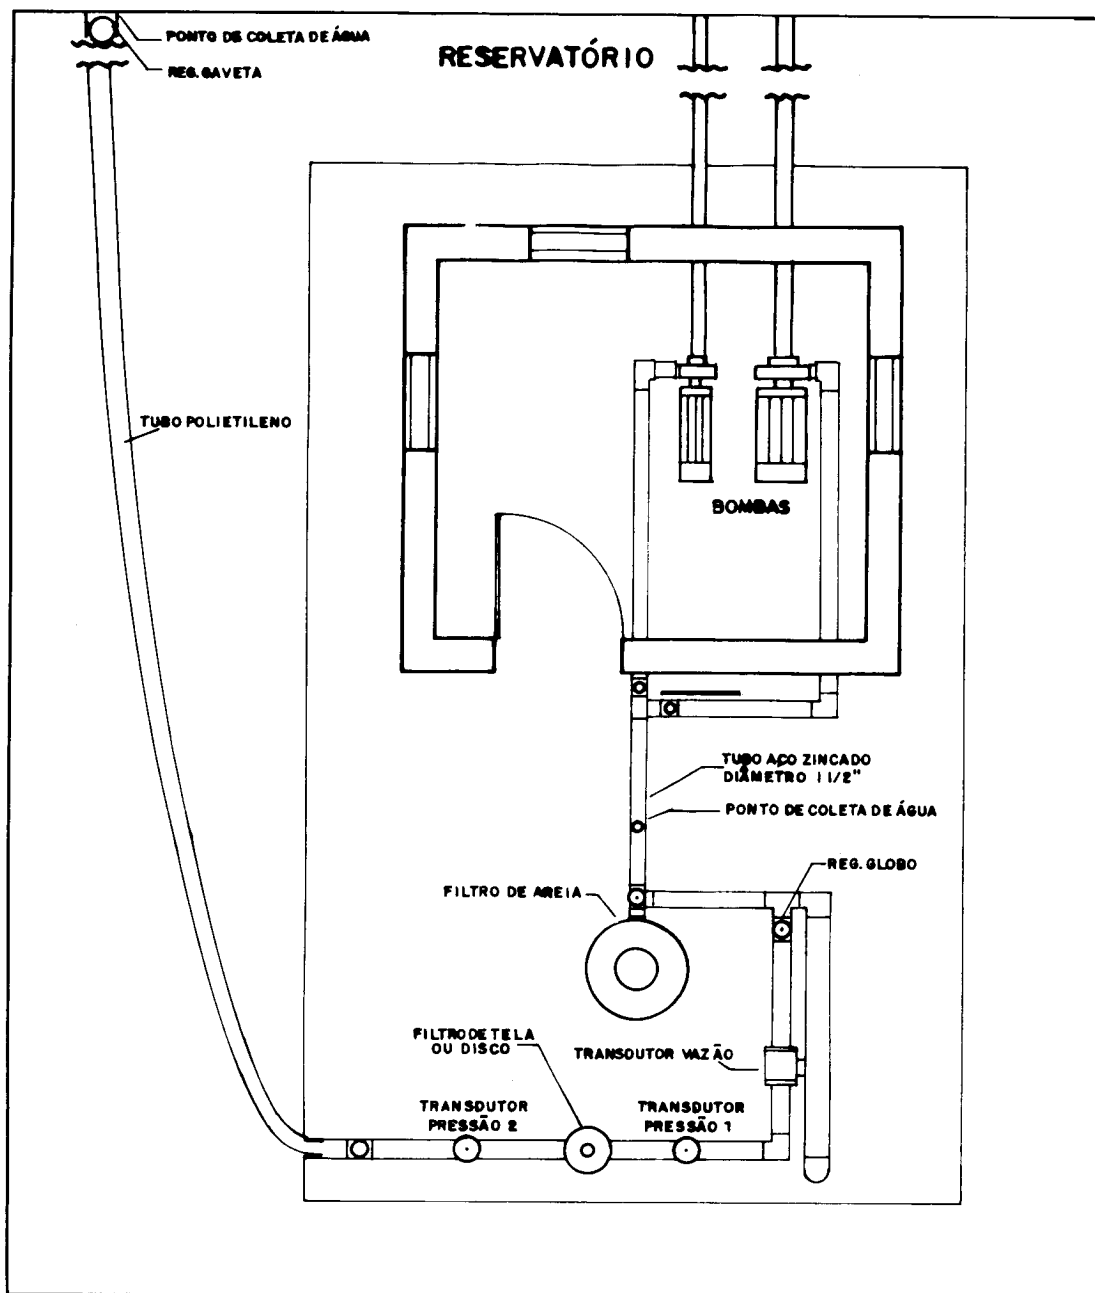 PONTO DE COLETA DE ÁGUA
RESERVATÓRIO
REG. GAVETA
TUBO POLIETILENO
BOMBAS
TUBO AÇO ZINCADO
DIÂMETRO 1 1/2"
PONTO DE COLETA DE ÁGUA
REG. GLOBO
FILTRO DE AREIA
FILTRO DE TELA
OU DISCO
TRANSDUTOR VAZÃO
TRANSDUTOR
PRESSÃO 2
TRANSDUTOR
PRESSÃO 1